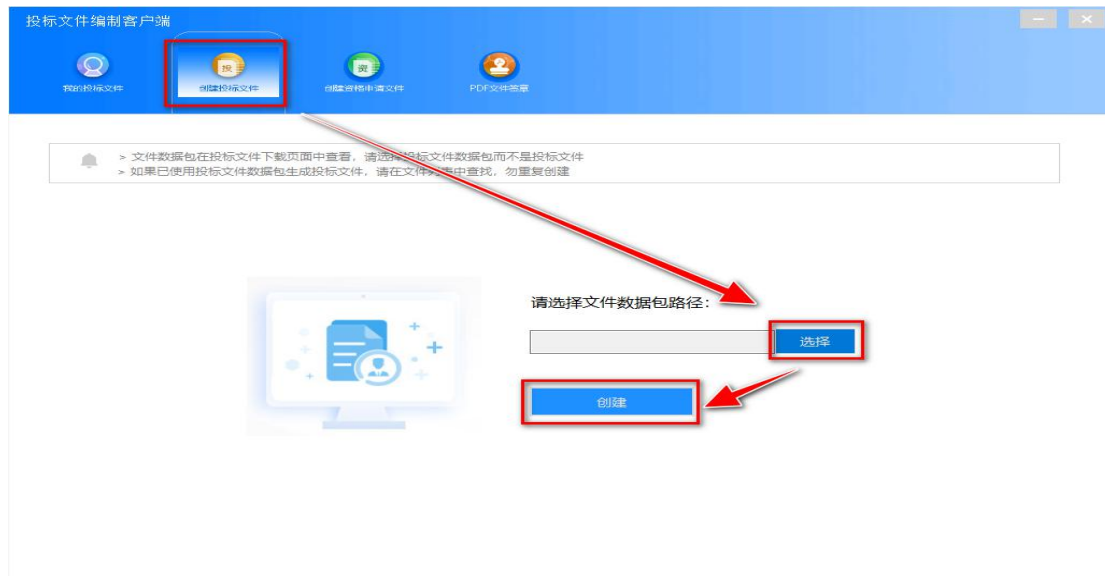 投标文件编制客户端
投
资
我的投标文件
创建投标文件
创建资格申请文件
PDF文件签章
> 文件数据包在投标文件下载页面中查看，请选择投标文件数据包而不是投标文件
> 如果已使用投标文件数据包生成投标文件，请在文件列表中查找，勿重复创建
请选择文件数据包路径：
选择
创建